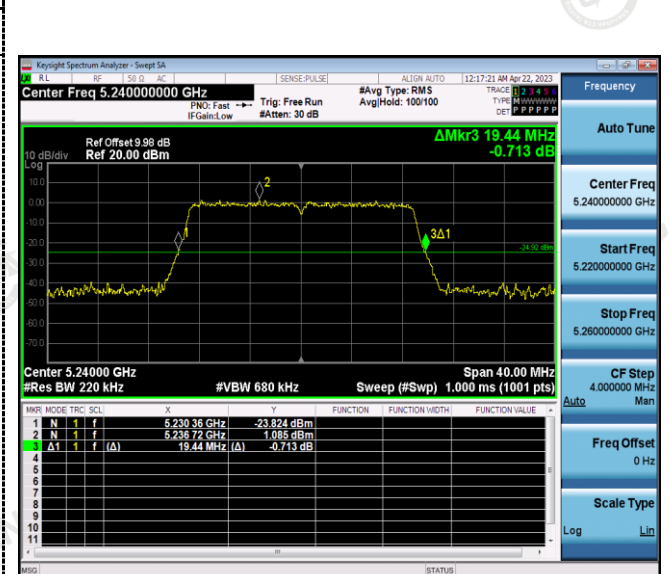 Keysight Spectrum Analyzer - Swept SA
RL RF 50 Ω AC SENSE:PULSE ALIGN AUTO 12:17:21 AM Apr 22, 2023
Center Freq 5.240000000 GHz
PNO: Fast
IFGain:Low
Trig: Free Run
#Atten: 30 dB
#Avg Type: RMS
Avg|Hold: 100/100
TRACE 1 2 3 4 5 6
TYPE M W W W W W
DET P P P P P P
Ref Offset 9.98 dB
10 dB/div Ref 20.00 dBm
Log
ΔMkr3 19.44 MHz
-0.713 dB
10.0
0.00
-10.0
-20.0
-30.0
-40.0
-50.0
-60.0
-70.0
1
2
3Δ1
-24.92 dBm
Center 5.24000 GHz Span 40.00 MHz
#Res BW 220 kHz #VBW 680 kHz Sweep (#Swp) 1.000 ms (1001 pts)
MKR MODE TRC SCL X Y FUNCTION FUNCTION WIDTH FUNCTION VALUE
1 N 1 f 5.230 36 GHz -23.824 dBm
2 N 1 f 5.236 72 GHz 1.085 dBm
3 Δ1 1 f (Δ) 19.44 MHz (Δ) -0.713 dB
4
5
6
7
8
9
10
11
MSG STATUS
Frequency
Auto Tune
Center Freq
5.240000000 GHz
Start Freq
5.220000000 GHz
Stop Freq
5.260000000 GHz
CF Step
4.000000 MHz
Auto Man
Freq Offset
0 Hz
Scale Type
Log Lin